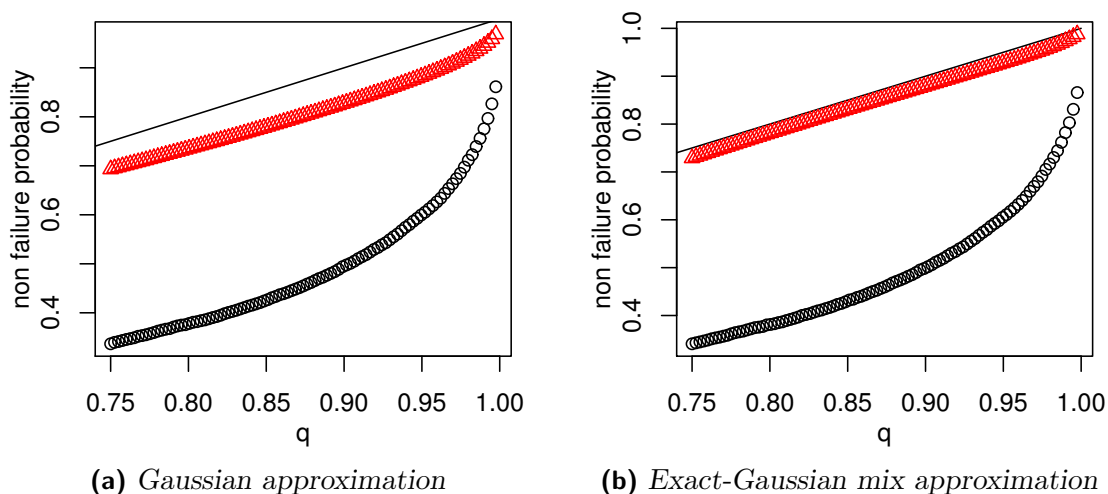 non failure probability
0.4 0.6 0.8
0.75 0.80 0.85 0.90 0.95 1.00
q
(a) Gaussian approximation
non failure probability
0.4 0.6 0.8 1.0
0.75 0.80 0.85 0.90 0.95 1.00
q
(b) Exact-Gaussian mix approximation